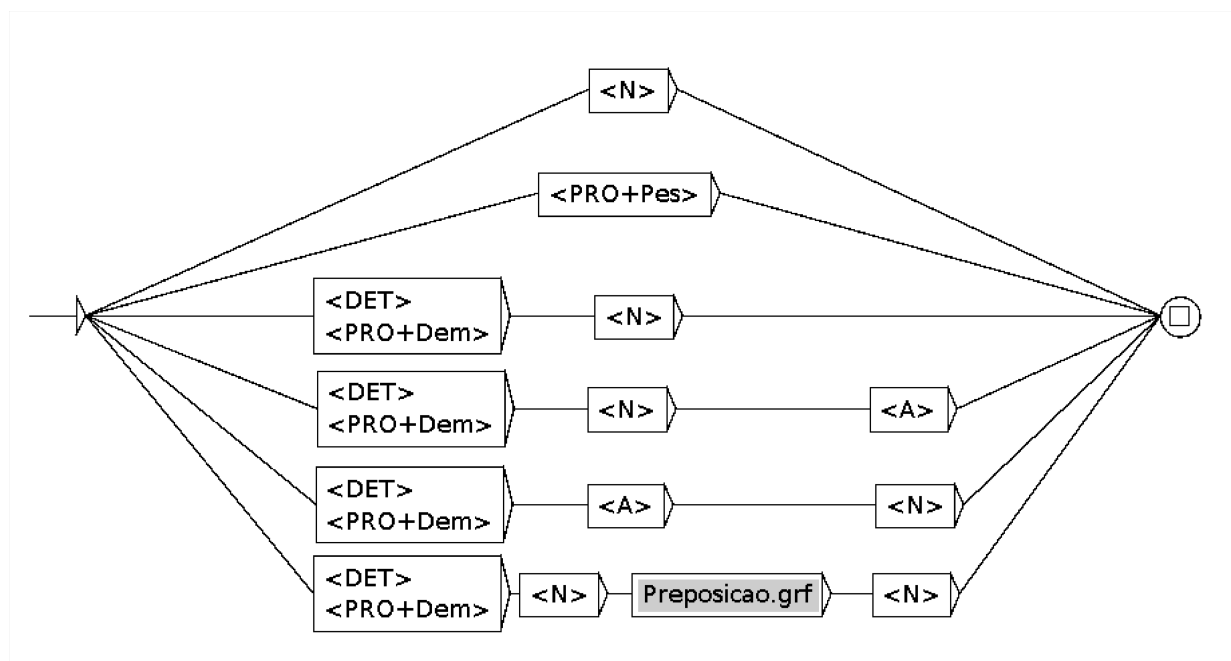 <N>
<PRO+Pes>
<DET>
<PRO+Dem>
<N>
<DET>
<PRO+Dem>
<N>
<A>
<DET>
<PRO+Dem>
<A>
<N>
<DET>
<PRO+Dem>
<N>
Preposicao.grf
<N>